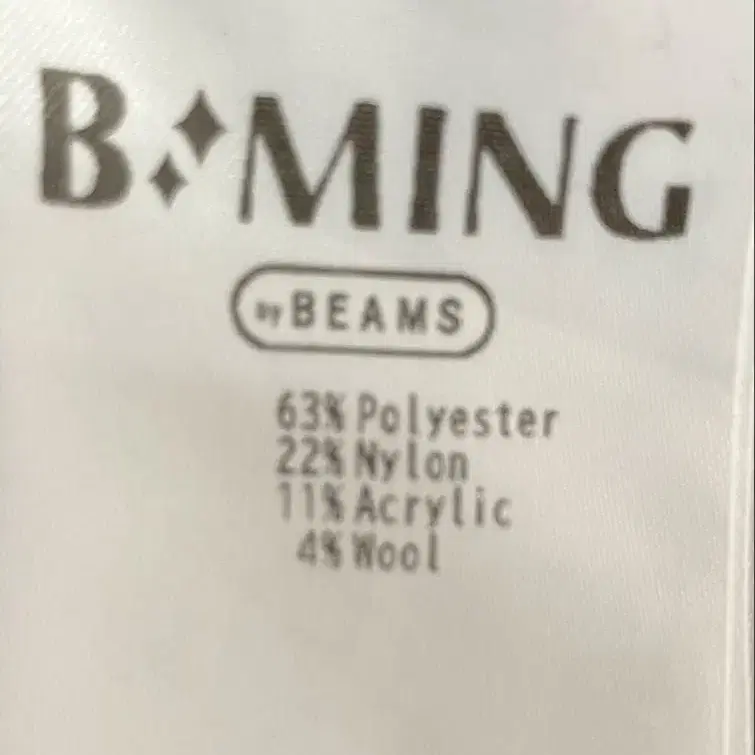 B MING
by BEAMS
63% Polyester
22% Nylon
11% Acrylic
4% Wool